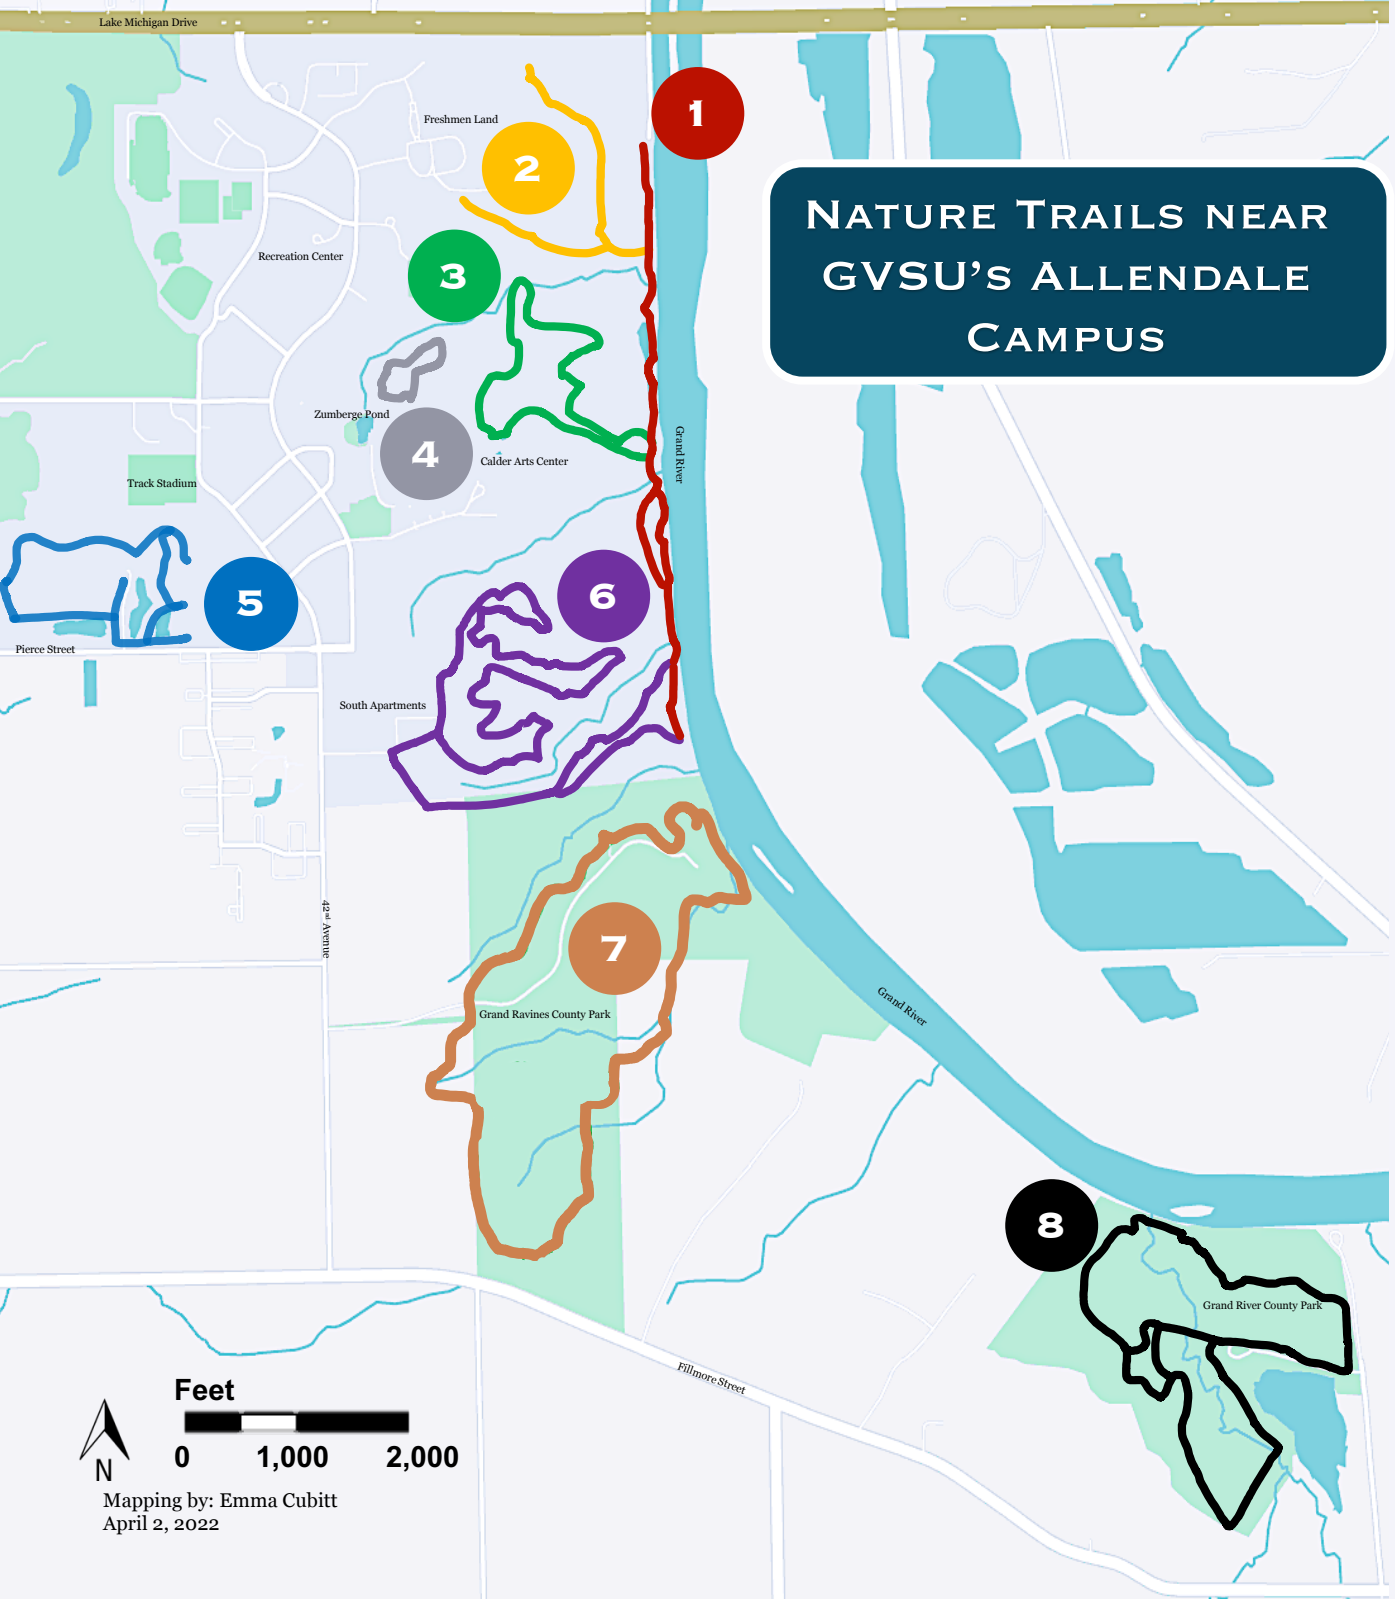 Lake Michigan Drive
1
Freshmen Land
2
NATURE TRAILS NEAR
GVSU'S ALLENDALE
CAMPUS
Recreation Center
3
Zumberge Pond
4
Calder Arts Center
Grand River
Track Stadium
5
6
Pierce Street
South Apartments
42nd Avenue
7
Grand River
Grand Ravines County Park
8
Grand River County Park
Fillmore Street
Feet
0 1,000 2,000
N
Mapping by: Emma Cubitt
April 2, 2022